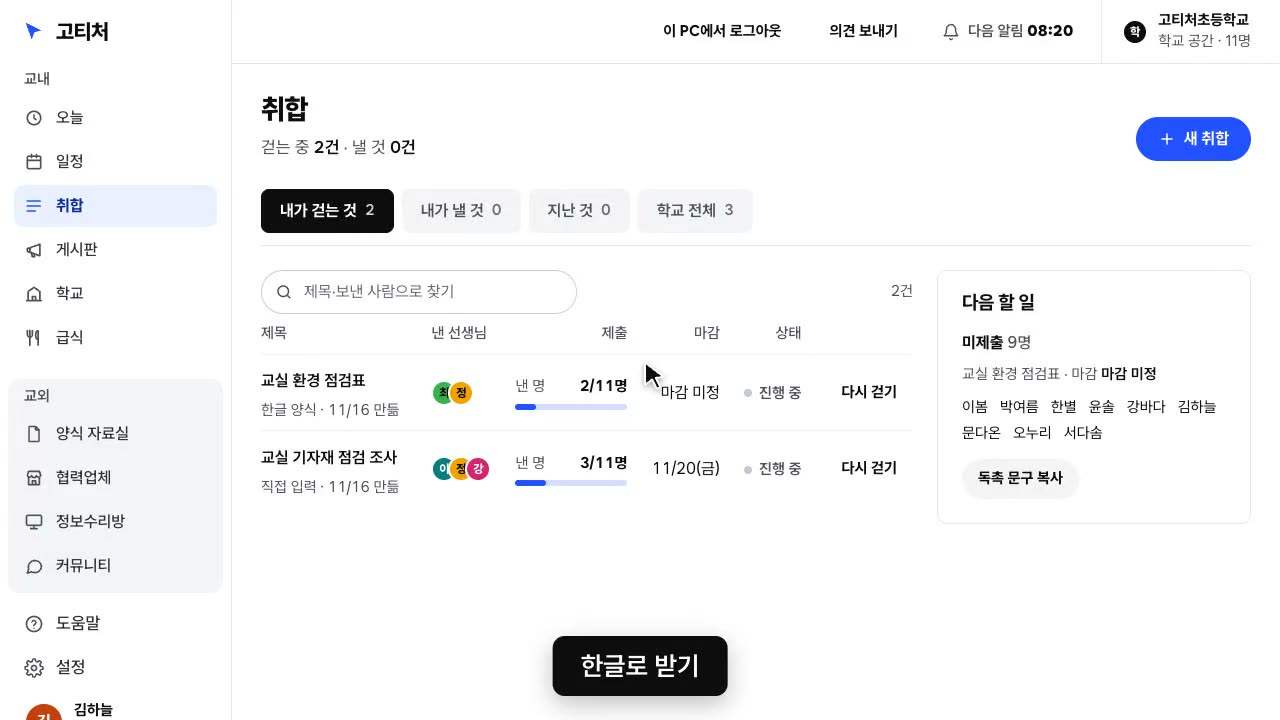 고티처
이 PC에서 로그아웃
의견 보내기
다음 알림 08:20
학
고티처초등학교
학교 공간 · 11명
교내
오늘
일정
취합
게시판
학교
급식
교외
양식 자료실
협력업체
정보수리방
커뮤니티
도움말
설정
김하늘
취합
걷는 중 2건 · 낼 것 0건
새 취합
내가 걷는 것 2
내가 낼 것 0
지난 것 0
학교 전체 3
제목·보낸 사람으로 찾기
2건
제목 낸 선생님 제출 마감 상태
교실 환경 점검표
한글 양식 · 11/16 만듦
최 정
낸 명 2/11명
마감 미정
진행 중
다시 걷기
교실 기자재 점검 조사
직접 입력 · 11/16 만듦
이 정 강
낸 명 3/11명
11/20(금)
진행 중
다시 걷기
다음 할 일
미제출 9명
교실 환경 점검표 · 마감 마감 미정
이봄 박여름 한별 윤솔 강바다 김하늘
문다온 오누리 서다솜
독촉 문구 복사
한글로 받기